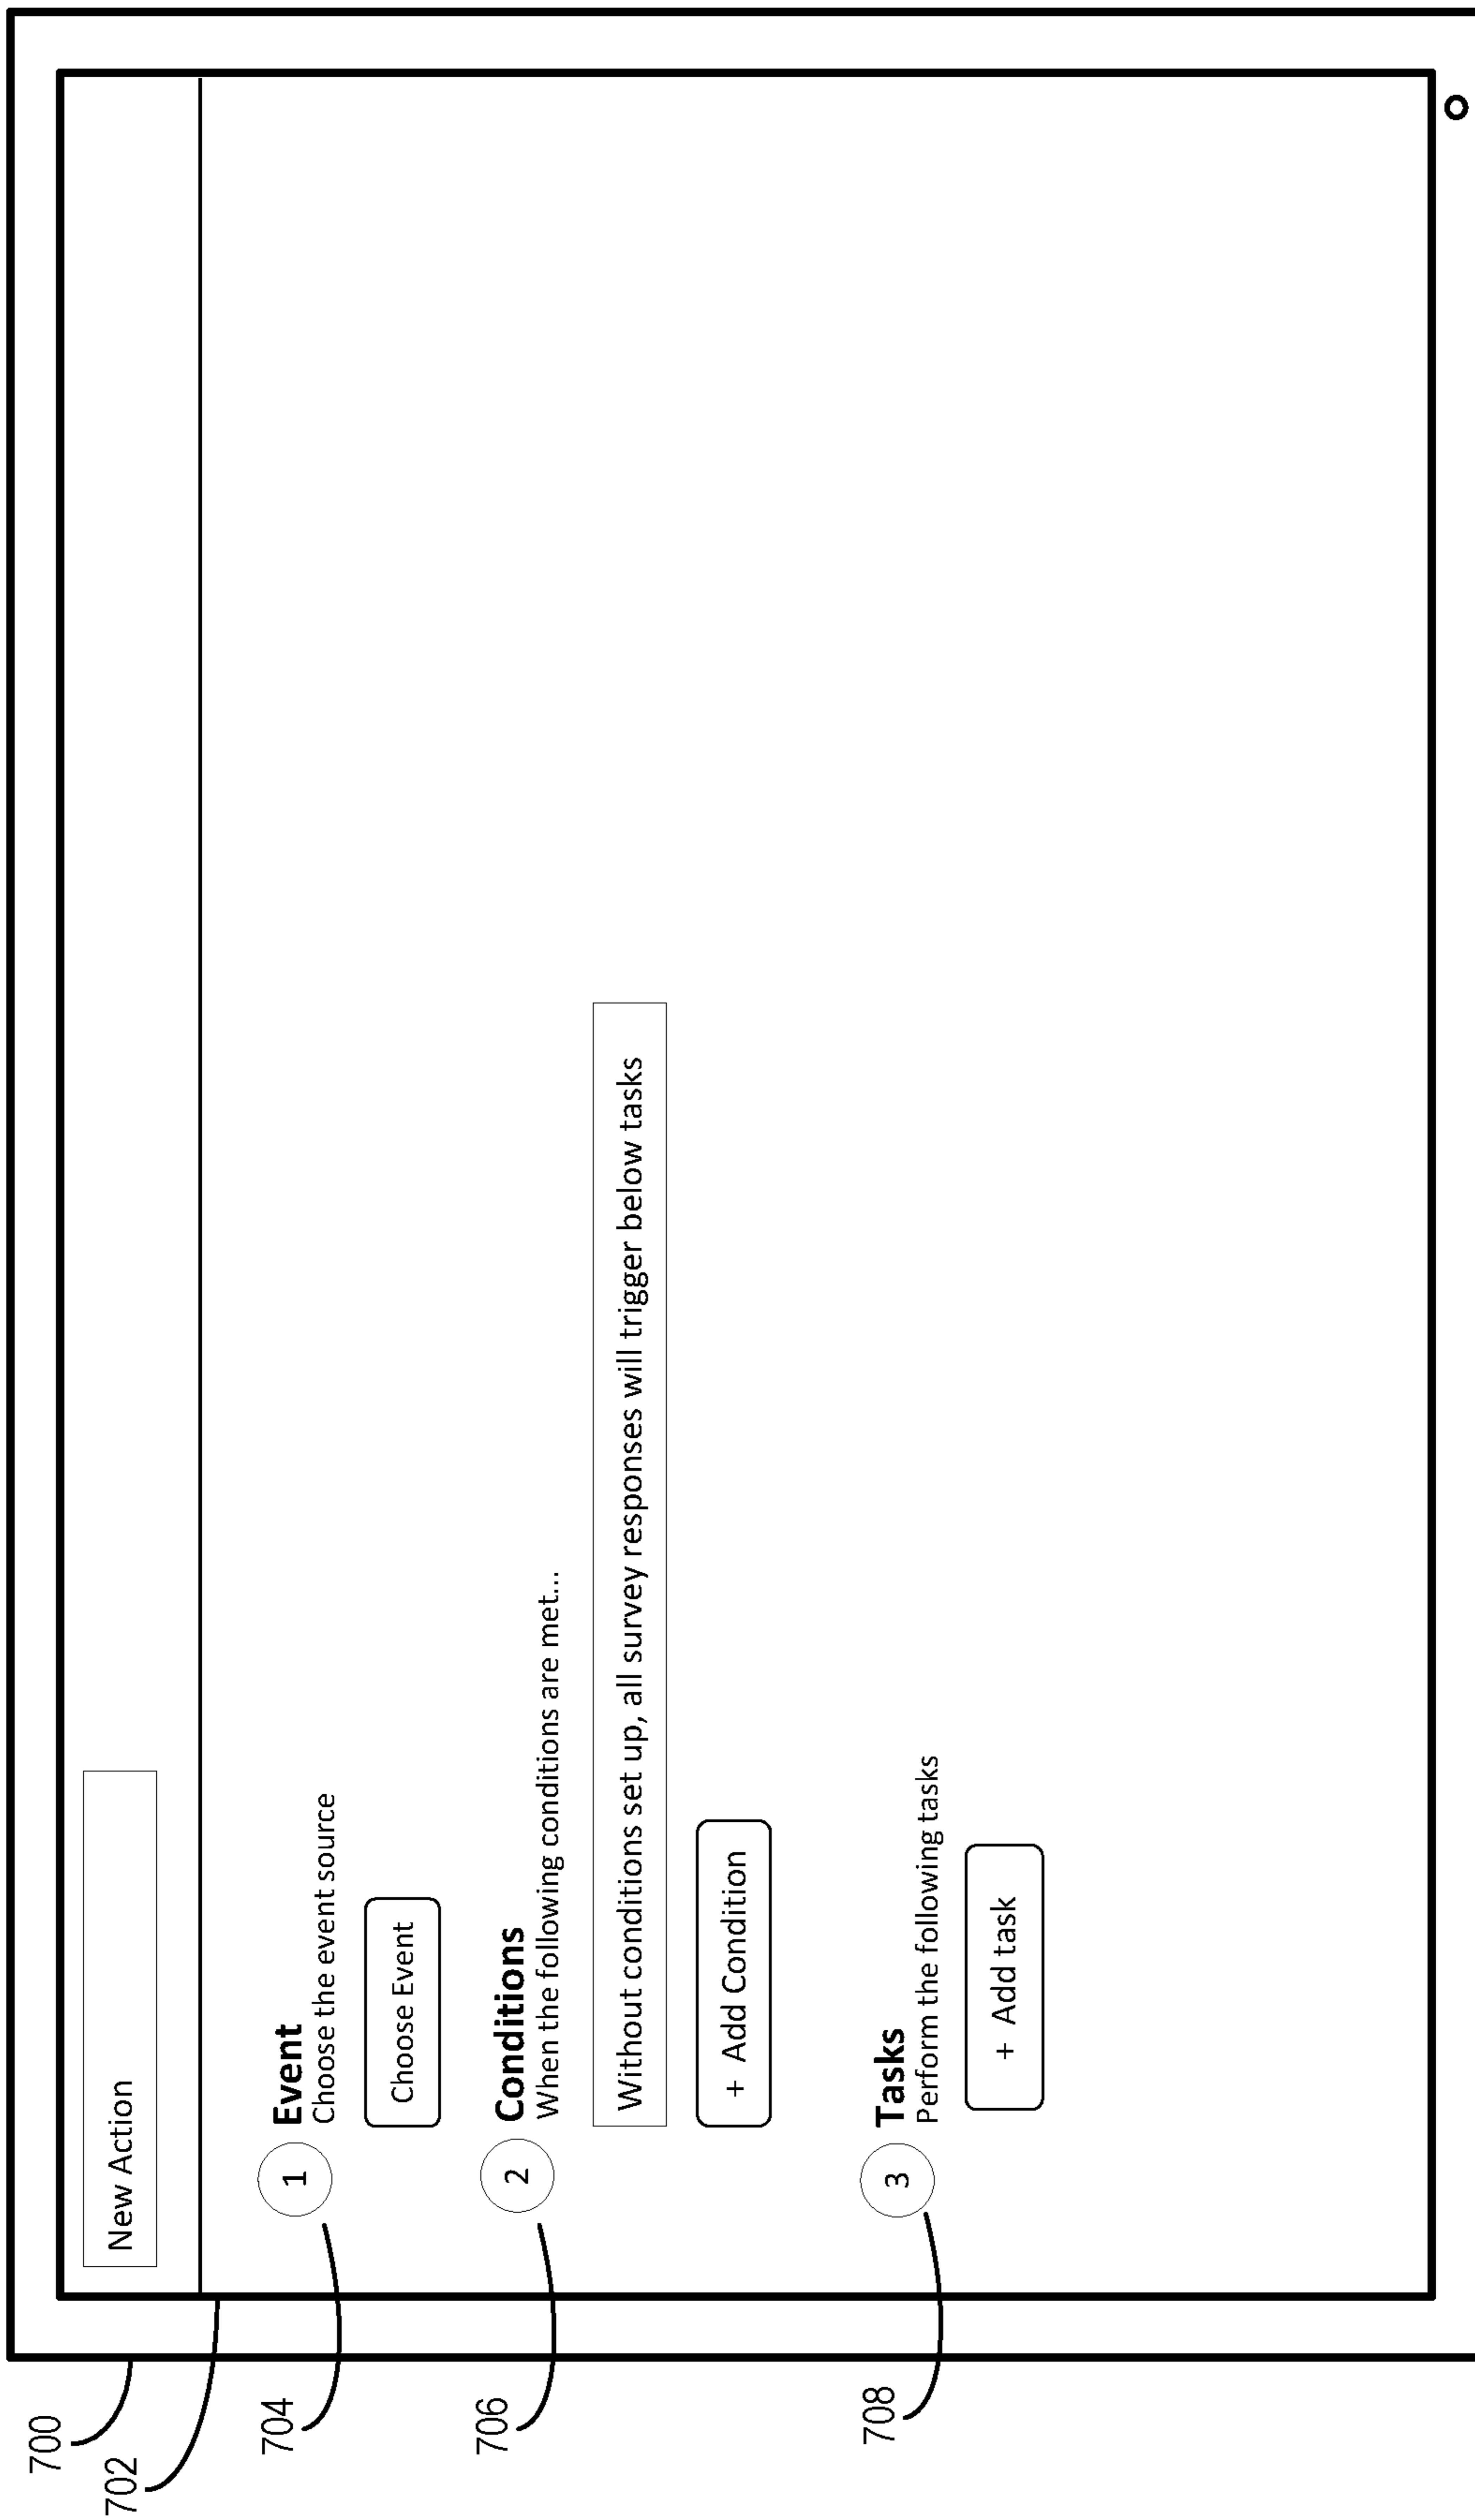 700
702
New Action
704
1
Event
Choose the event source
Choose Event
706
2
Conditions
When the following conditions are met...
Without conditions set up, all survey responses will trigger below tasks
+ Add Condition
708
3
Tasks
Perform the following tasks
+ Add task